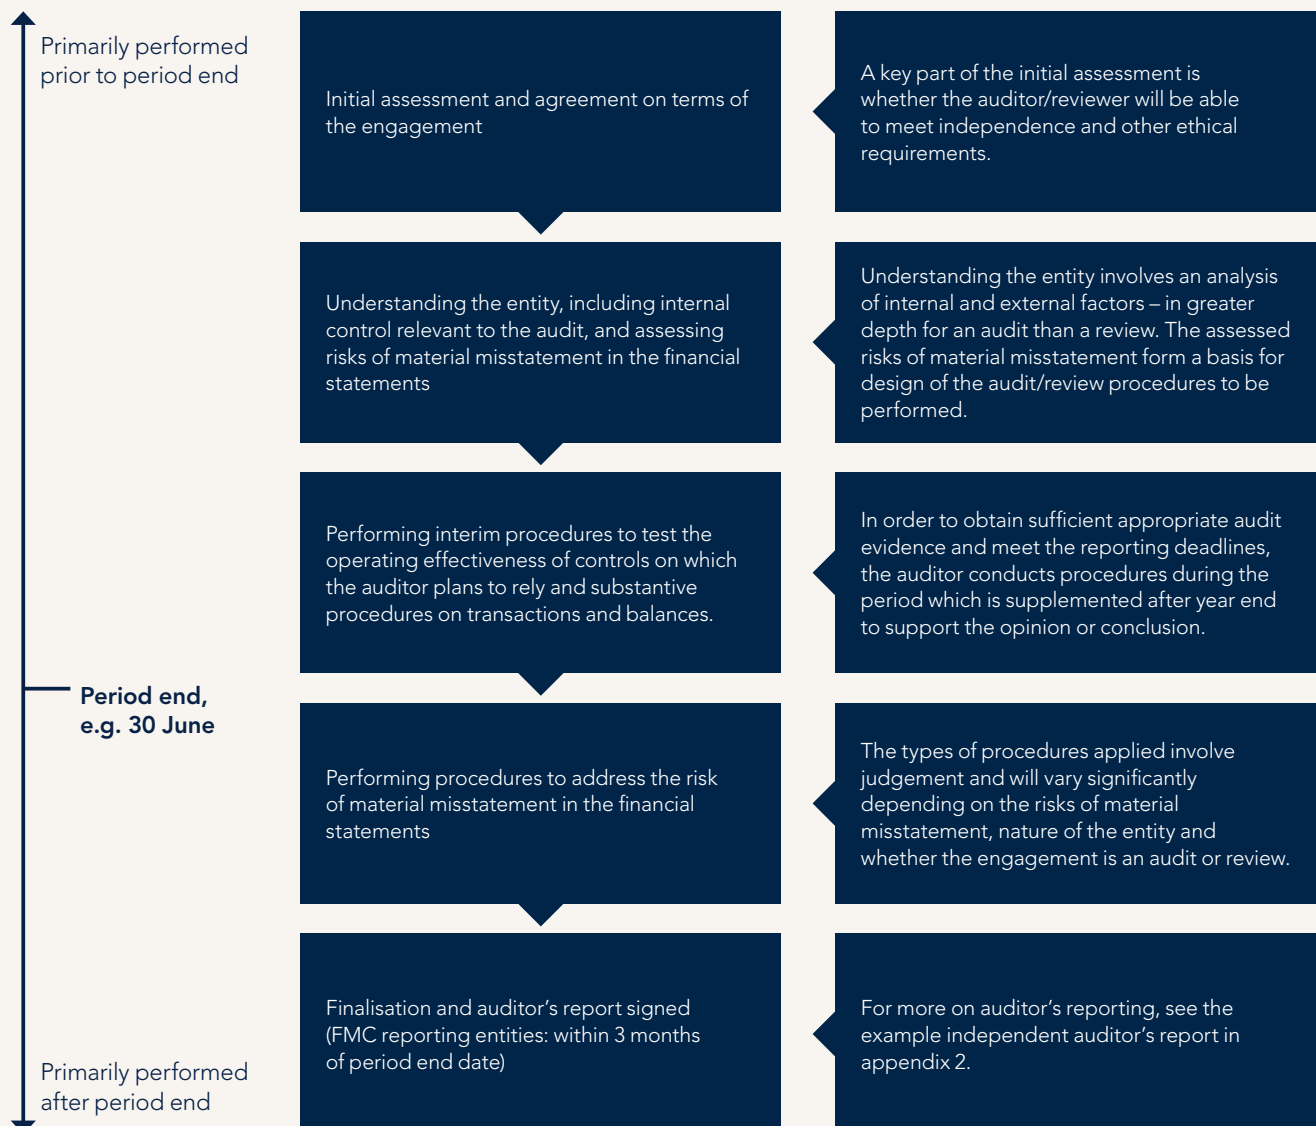 Primarily performed
prior to period end
Initial assessment and agreement on terms of
the engagement
A key part of the initial assessment is
whether the auditor/reviewer will be able
to meet independence and other ethical
requirements.
Understanding the entity, including internal
control relevant to the audit, and assessing
risks of material misstatement in the financial
statements
Understanding the entity involves an analysis
of internal and external factors – in greater
depth for an audit than a review. The assessed
risks of material misstatement form a basis for
design of the audit/review procedures to be
performed.
Performing interim procedures to test the
operating effectiveness of controls on which
the auditor plans to rely and substantive
procedures on transactions and balances.
In order to obtain sufficient appropriate audit
evidence and meet the reporting deadlines,
the auditor conducts procedures during the
period which is supplemented after year end
to support the opinion or conclusion.
Period end,
e.g. 30 June
Performing procedures to address the risk
of material misstatement in the financial
statements
The types of procedures applied involve
judgement and will vary significantly
depending on the risks of material
misstatement, nature of the entity and
whether the engagement is an audit or review.
Finalisation and auditor’s report signed
(FMC reporting entities: within 3 months
of period end date)
For more on auditor’s reporting, see the
example independent auditor’s report in
appendix 2.
Primarily performed
after period end